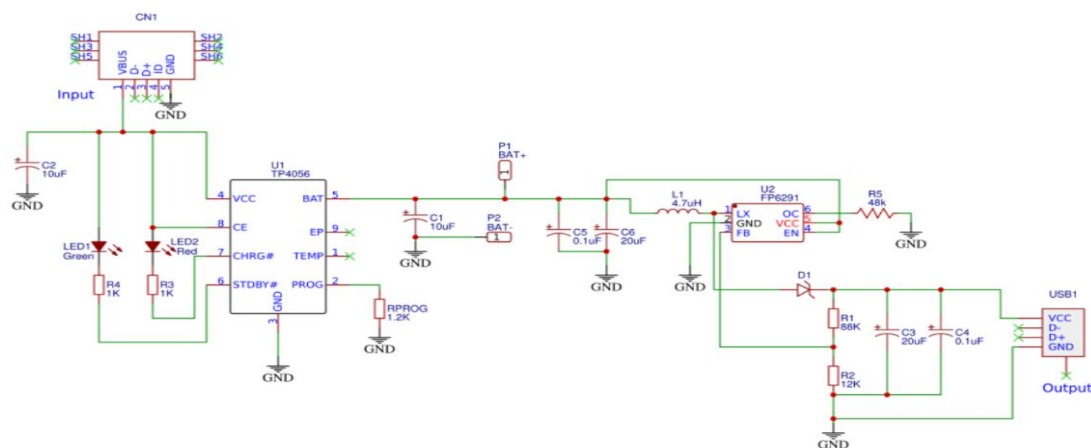 CN1
SH1
SH3
SH5
SH2
SH4
SH6
VBUS
D-
D+
ID
GND
1
2
3
4
5
Input
GND
C2
10uF
GND
LED1
Green
LED2
Red
R4
1K
R3
1K
U1
TP4056
4
VCC
8
CE
7
CHRG#
6
STDBY#
BAT
5
EP
9
TEMP
1
PROG
2
GND
3
GND
RPROG
1.2K
GND
P1
BAT+
1
C1
10uF
P2
BAT-
1
GND
C5
0.1uF
C6
20uF
GND
L1
4.7uH
U2
FP6291
1
LX
2
GND
3
FB
OC
6
VCC
5
EN
4
R5
48k
GND
GND
D1
R1
88K
R2
12K
C3
20uF
C4
0.1uF
GND
USB1
VCC
D-
D+
GND
Output